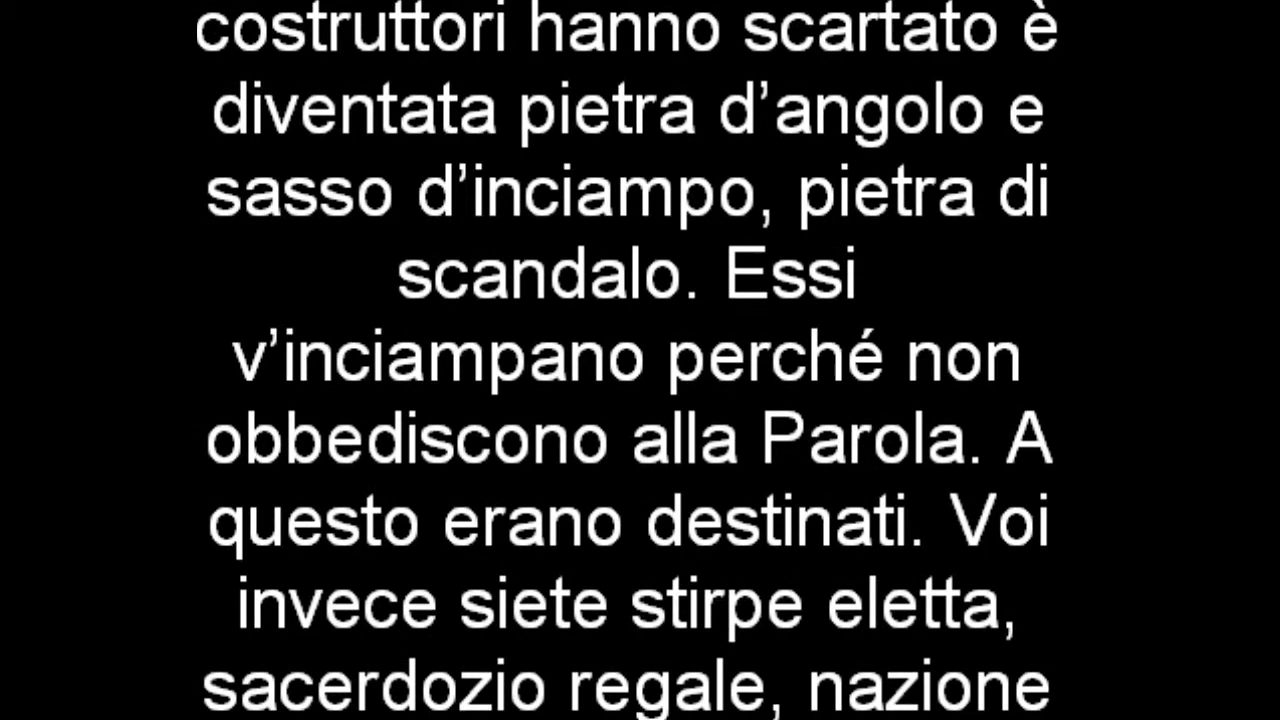 costruttori hanno scartato è
diventata pietra d’angolo e
sasso d’inciampo, pietra di
scandalo. Essi
v’inciampano perché non
obbediscono alla Parola. A
questo erano destinati. Voi
invece siete stirpe eletta,
sacerdozio regale, nazione